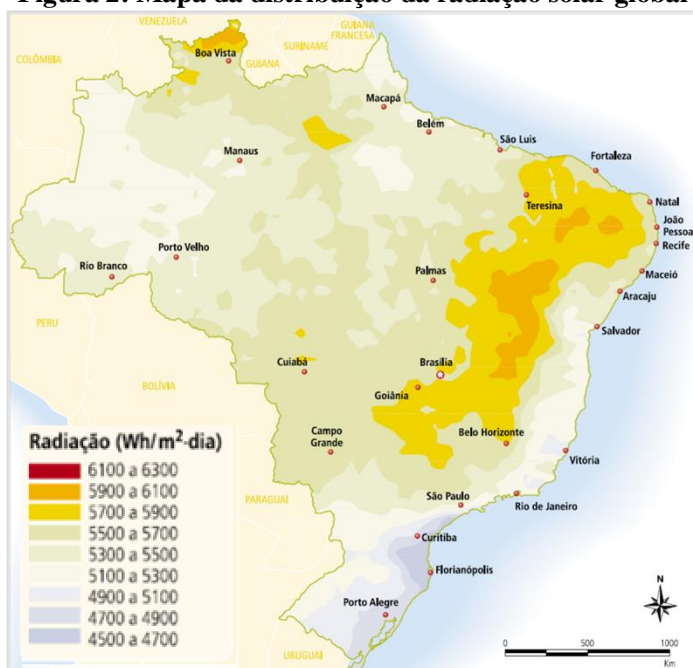 Figura 2: Mapa da distribuição da radiação solar global
VENEZUELA
GUIANA
FRANCESA
SURINAME
COLÔMBIA
Boa Vista
GUIANA
Macapá
Belém
São Luis
Manaus
Fortaleza
Teresina
Natal
João
Pessoa
Recife
Porto Velho
Rio Branco
Palmas
Maceió
Aracaju
Salvador
PERU
Cuiabá
Brasília
BOLÍVIA
Goiânia
Campo
Grande
Belo Horizonte
Vitória
Radiação (Wh/m²·dia)
6100 a 6300
5900 a 6100
5700 a 5900
5500 a 5700
5300 a 5500
5100 a 5300
4900 a 5100
4700 a 4900
4500 a 4700
PARAGUAI
São Paulo
Rio de Janeiro
Curitiba
Florianópolis
Porto Alegre
URUGUAI
N
0 500 1000
Km